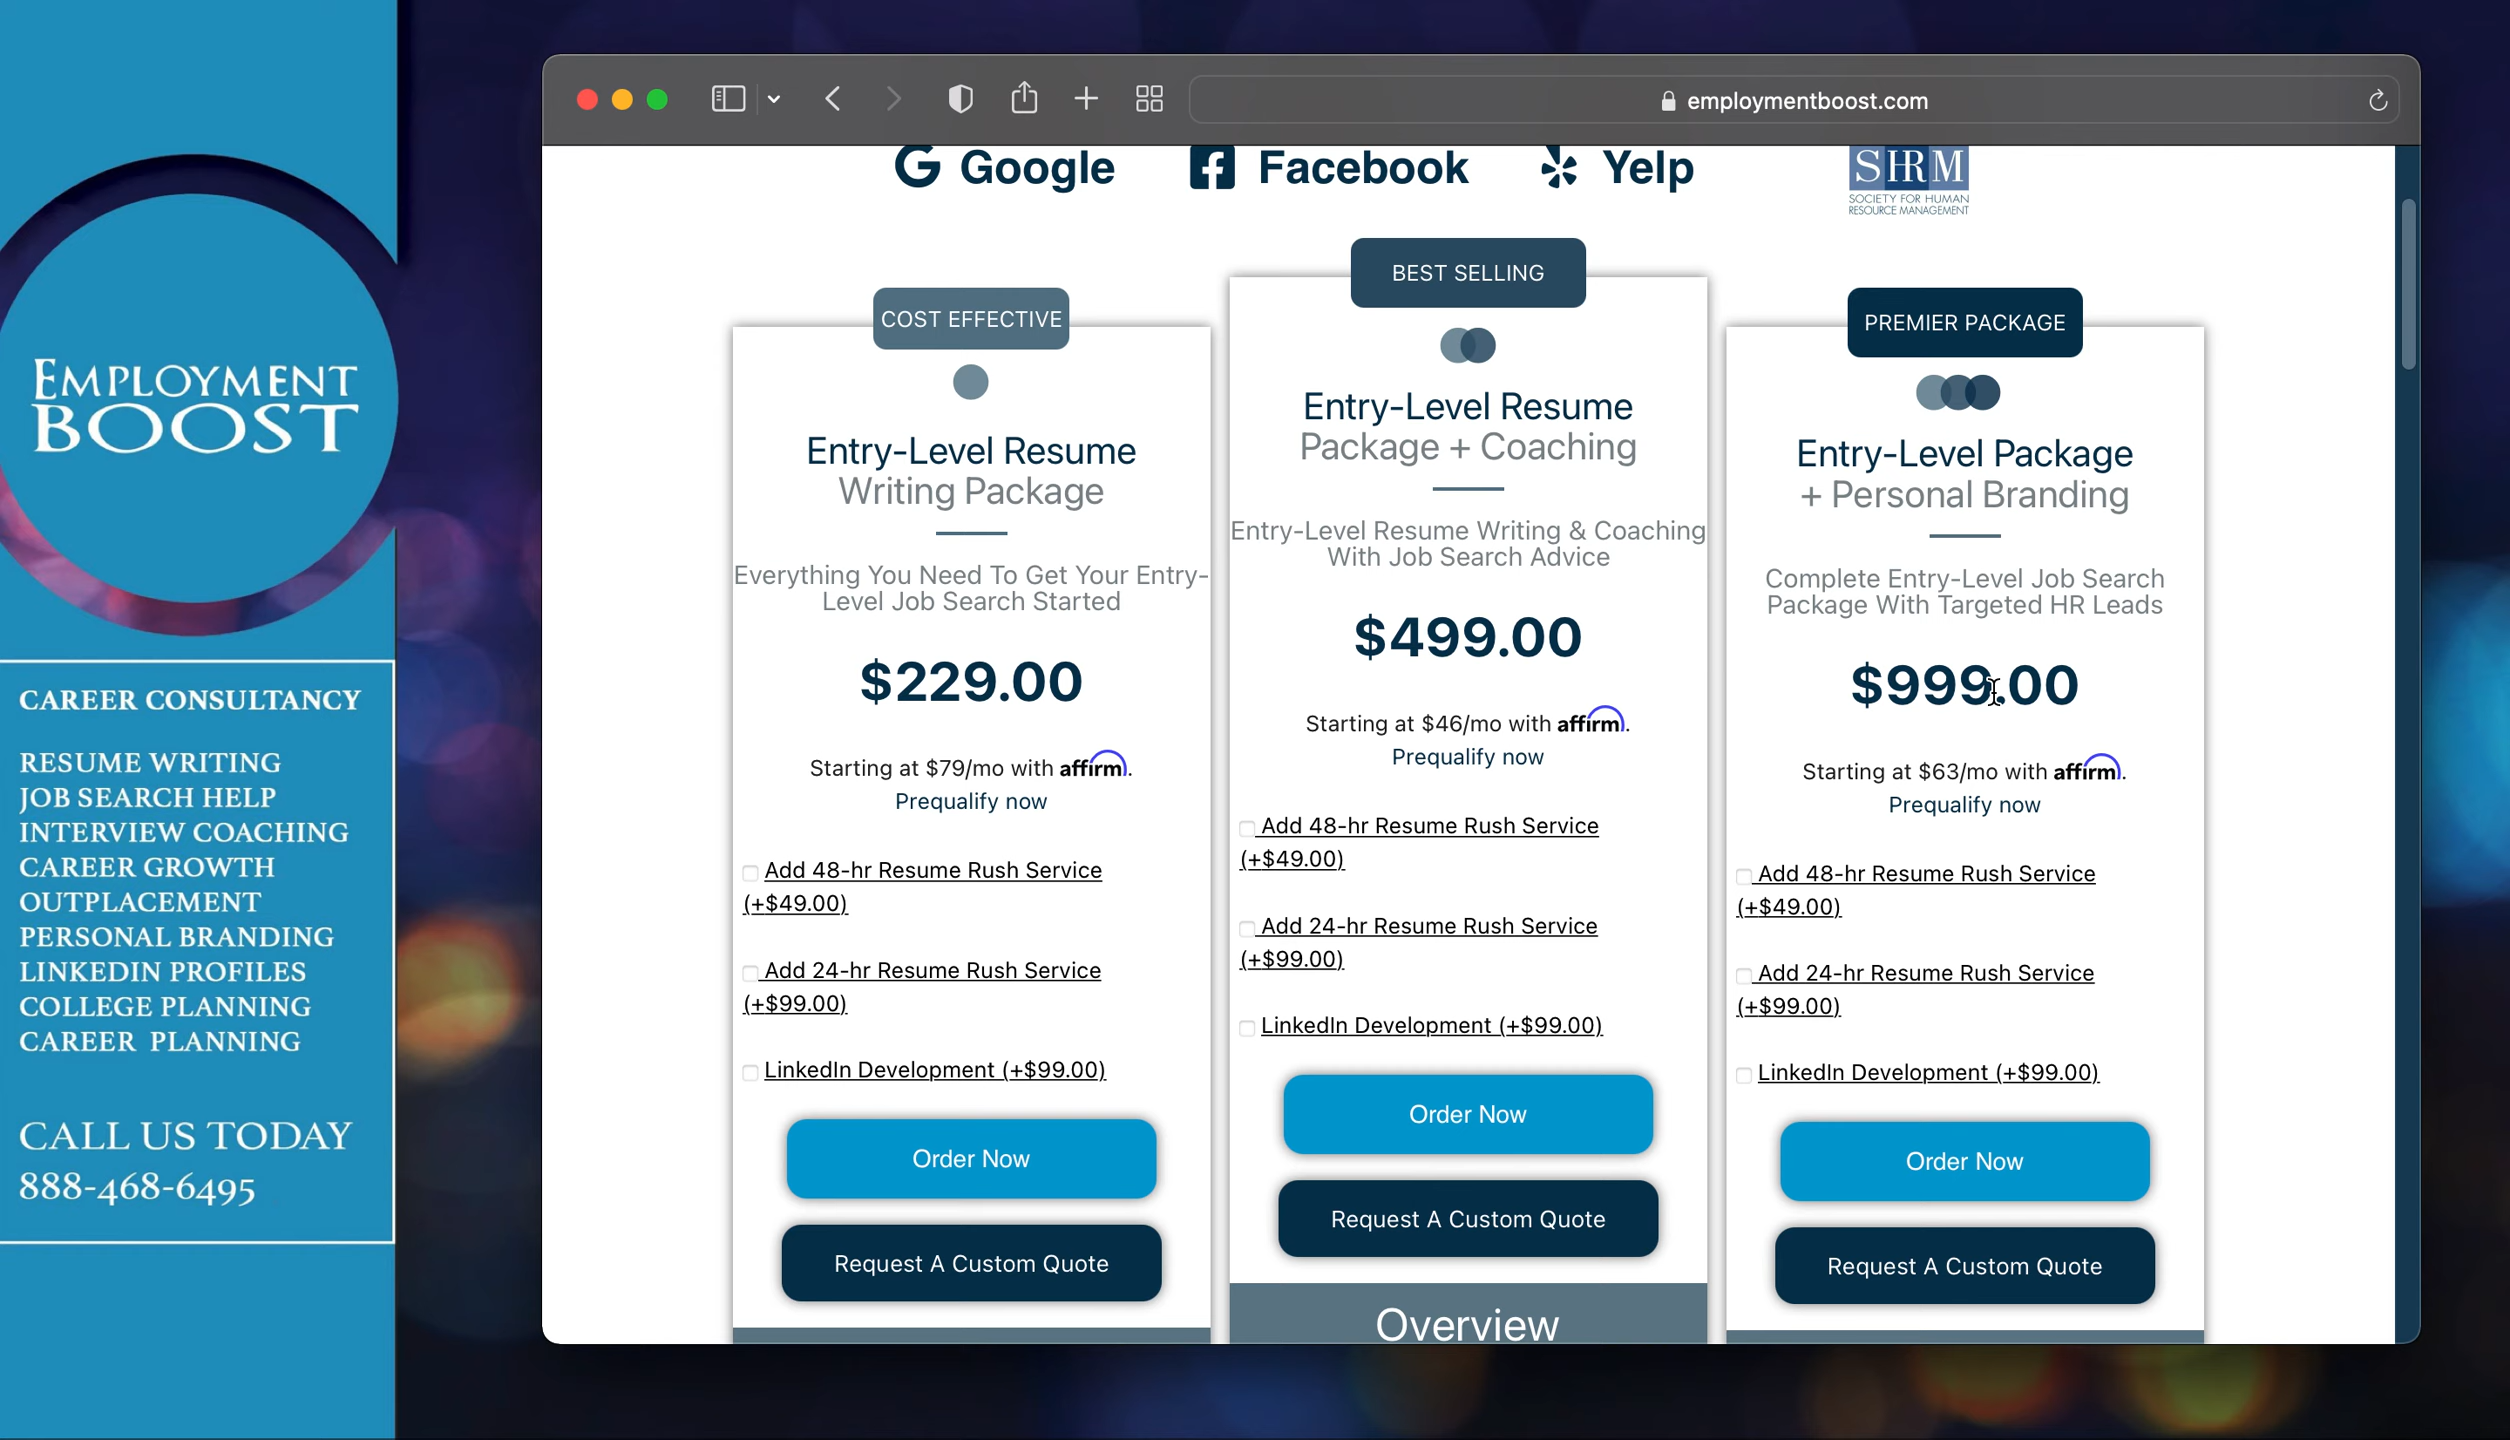 EMPLOYMENT
BOOST
CAREER CONSULTANCY
RESUME WRITING
JOB SEARCH HELP
INTERVIEW COACHING
CAREER GROWTH
OUTPLACEMENT
PERSONAL BRANDING
LINKEDIN PROFILES
COLLEGE PLANNING
CAREER PLANNING
CALL US TODAY
888-468-6495
employmentboost.com
Google
Facebook
Yelp
SHRM
SOCIETY FOR HUMAN
RESOURCE MANAGEMENT
COST EFFECTIVE
Entry-Level Resume
Writing Package
Everything You Need To Get Your Entry-
Level Job Search Started
$229.00
Starting at $79/mo with affirm.
Prequalify now
Add 48-hr Resume Rush Service
(+$49.00)
Add 24-hr Resume Rush Service
(+$99.00)
LinkedIn Development (+$99.00)
Order Now
Request A Custom Quote
BEST SELLING
Entry-Level Resume
Package + Coaching
Entry-Level Resume Writing & Coaching
With Job Search Advice
$499.00
Starting at $46/mo with affirm.
Prequalify now
Add 48-hr Resume Rush Service
(+$49.00)
Add 24-hr Resume Rush Service
(+$99.00)
LinkedIn Development (+$99.00)
Order Now
Request A Custom Quote
Overview
PREMIER PACKAGE
Entry-Level Package
+ Personal Branding
Complete Entry-Level Job Search
Package With Targeted HR Leads
$999.00
Starting at $63/mo with affirm.
Prequalify now
Add 48-hr Resume Rush Service
(+$49.00)
Add 24-hr Resume Rush Service
(+$99.00)
LinkedIn Development (+$99.00)
Order Now
Request A Custom Quote